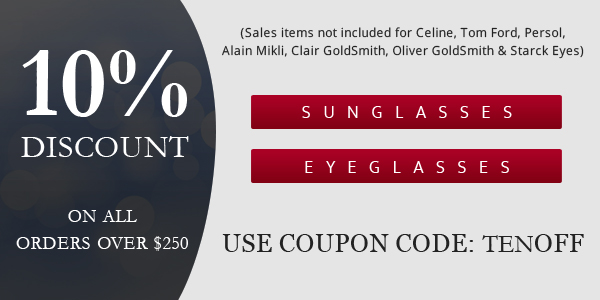 10%
DISCOUNT
ON ALL
ORDERS OVER $250
(Sales items not included for Celine, Tom Ford, Persol,
Alain Mikli, Clair GoldSmith, Oliver GoldSmith & Starck Eyes)
SUNGLASSES
EYEGLASSES
USE COUPON CODE: TENOFF